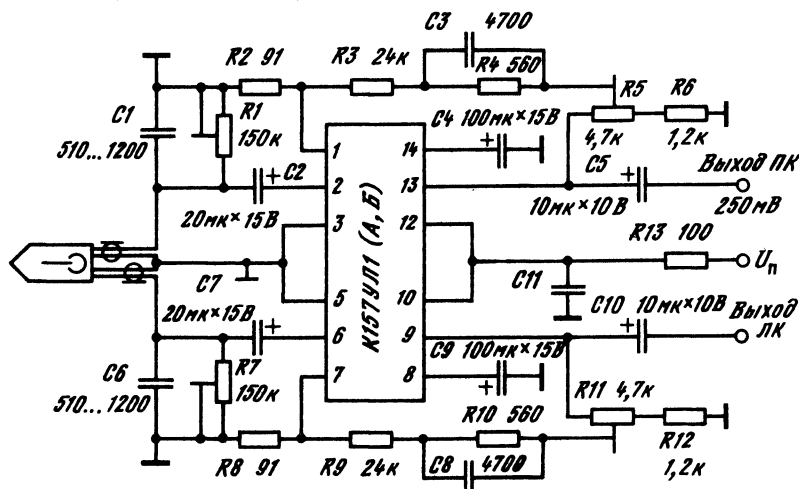 C3 4700
R2 91
R3 24к
R4 560
R5
R6
C1
R1
150к
510...1200
C2
20мк×15В
C4 100мк×15В
4,7к
1,2к
C5
10мк×10В
Выход ПК
250мВ
1
2
3
5
6
7
14
13
12
10
9
8
К157УЛ1 (А, Б)
C7
20мк×15В
R13 100
Uп
C11
C10 10мк×10В
Выход
ЛК
C6
R7
150к
510...1200
C9 100мк×15В
R11 4,7к
R10 560
R12
1,2к
R8 91
R9 24к
C8 4700